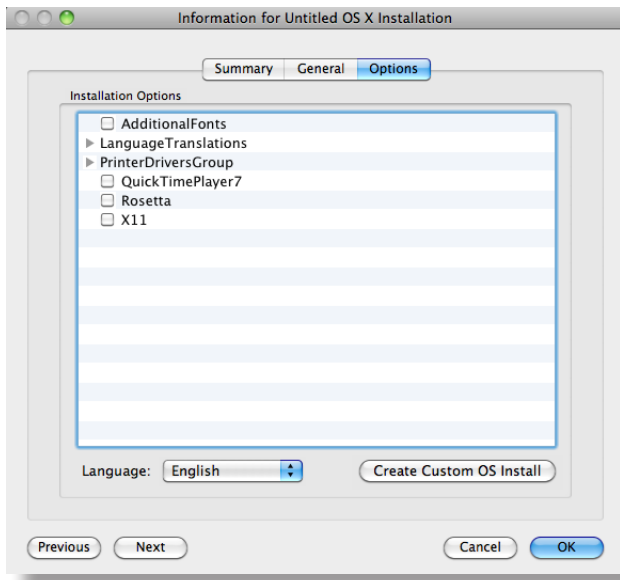 Information for Untitled OS X Installation
Summary General Options
Installation Options
AdditionalFonts
LanguageTranslations
PrinterDriversGroup
QuickTimePlayer7
Rosetta
X11
Language: English Create Custom OS Install
Previous Next Cancel OK